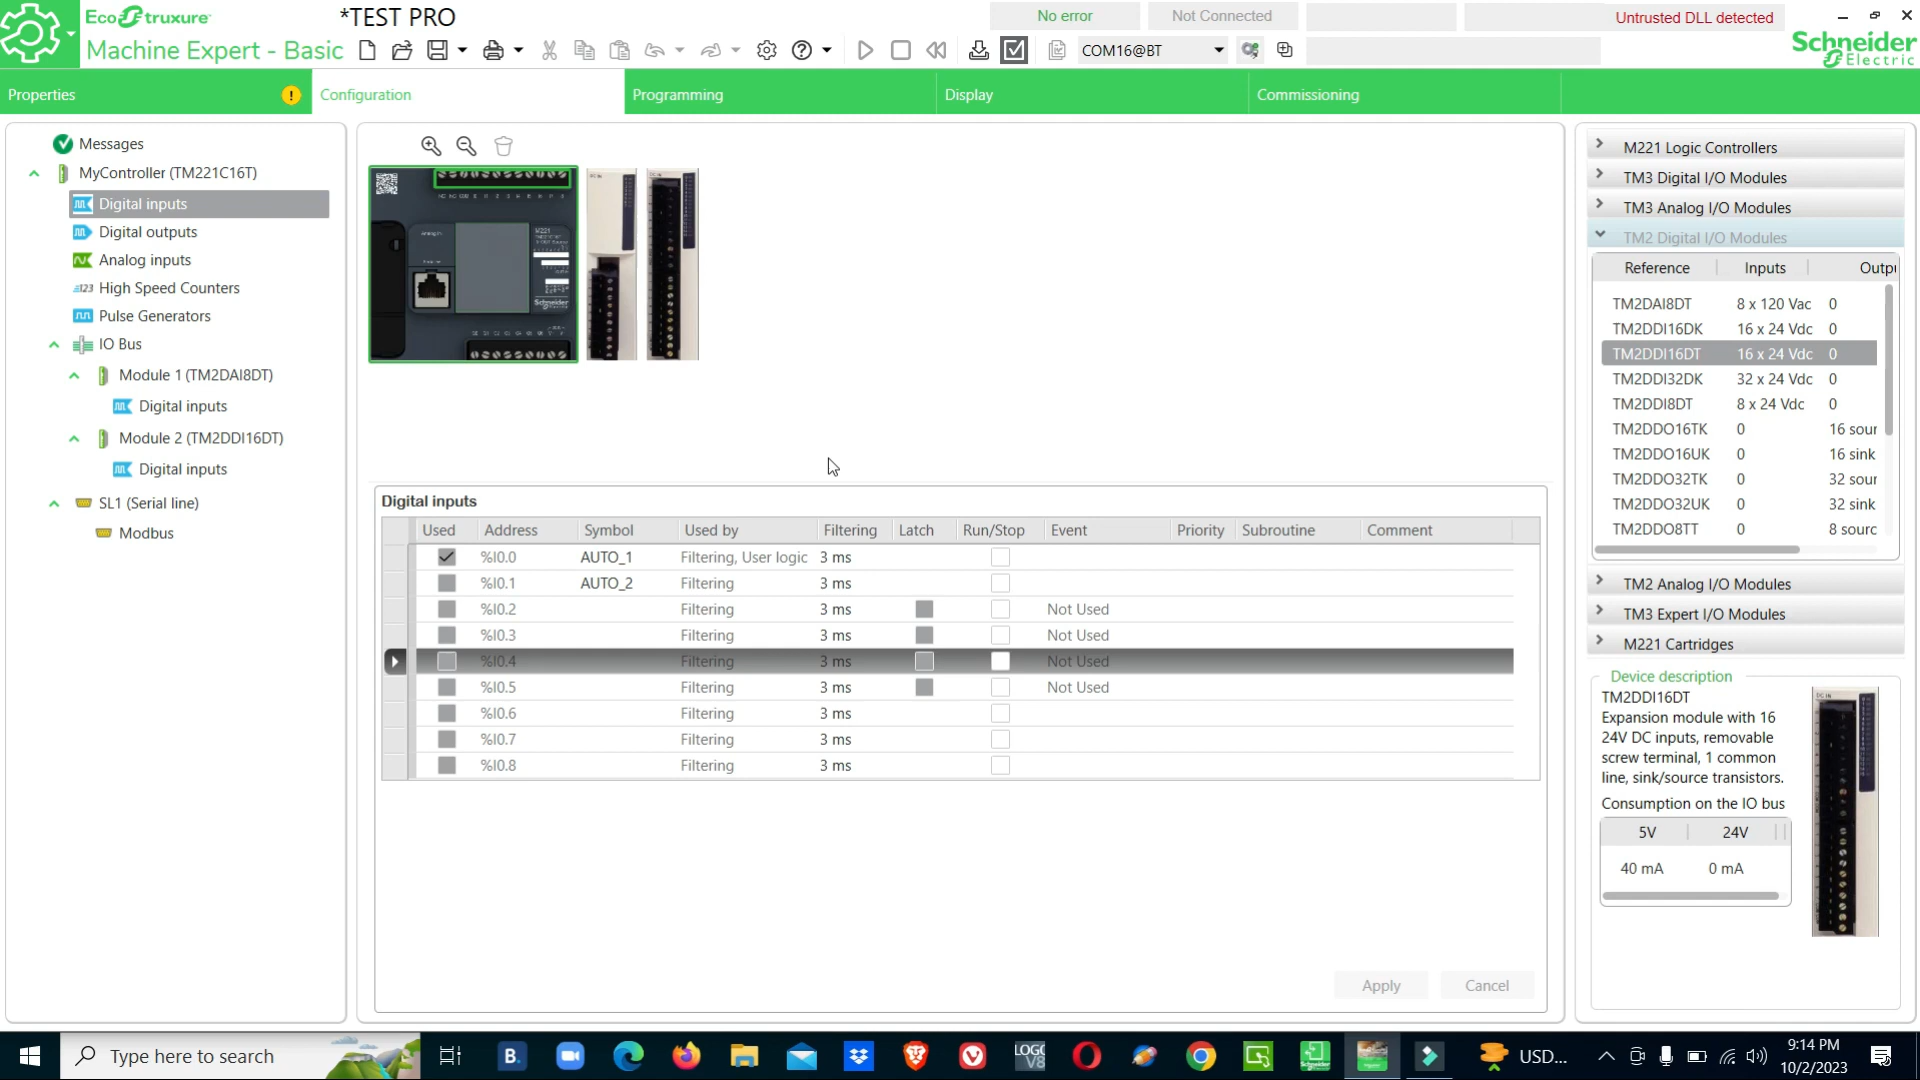 EcoStruxure
Machine Expert - Basic
*TEST PRO
No error
Not Connected
Untrusted DLL detected
COM16@BT
Schneider
Electric
Properties
Configuration
Programming
Display
Commissioning
Messages
MyController (TM221C16T)
Digital inputs
Digital outputs
Analog inputs
High Speed Counters
Pulse Generators
IO Bus
Module 1 (TM2DAI8DT)
Digital inputs
Module 2 (TM2DDI16DT)
Digital inputs
SL1 (Serial line)
Modbus
Digital inputs
Used Address Symbol Used by Filtering Latch Run/Stop Event Priority Subroutine Comment
%I0.0 AUTO_1 Filtering, User logic 3 ms
%I0.1 AUTO_2 Filtering 3 ms
%I0.2 Filtering 3 ms Not Used
%I0.3 Filtering 3 ms Not Used
%I0.4 Filtering 3 ms Not Used
%I0.5 Filtering 3 ms Not Used
%I0.6 Filtering 3 ms
%I0.7 Filtering 3 ms
%I0.8 Filtering 3 ms
Apply
Cancel
M221 Logic Controllers
TM3 Digital I/O Modules
TM3 Analog I/O Modules
TM2 Digital I/O Modules
Reference Inputs Outpu
TM2DAI8DT 8 x 120 Vac 0
TM2DDI16DK 16 x 24 Vdc 0
TM2DDI16DT 16 x 24 Vdc 0
TM2DDI32DK 32 x 24 Vdc 0
TM2DDI8DT 8 x 24 Vdc 0
TM2DDO16TK 0 16 sour
TM2DDO16UK 0 16 sink
TM2DDO32TK 0 32 sour
TM2DDO32UK 0 32 sink
TM2DDO8TT 0 8 sourc
TM2 Analog I/O Modules
TM3 Expert I/O Modules
M221 Cartridges
Device description
TM2DDI16DT
Expansion module with 16
24V DC inputs, removable
screw terminal, 1 common
line, sink/source transistors.
Consumption on the IO bus
5V 24V
40 mA 0 mA
Type here to search
USD...
9:14 PM
10/2/2023